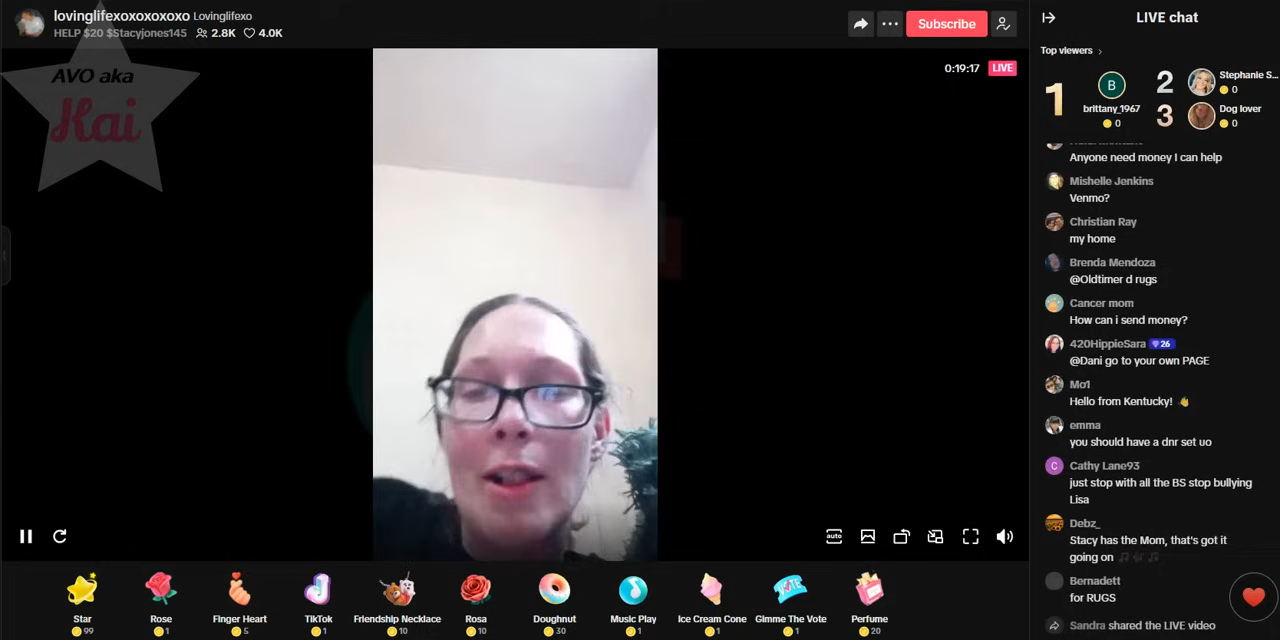 lovinglifexoxoxoxoxo Lovinglifexo
HELP $20 $Stacyjones145 2.8K 4.0K
Subscribe
AVO aka
Kai
0:19:17 LIVE
auto
Star
99
Rose
1
Finger Heart
5
TikTok
1
Friendship Necklace
10
Rosa
10
Doughnut
30
Music Play
1
Ice Cream Cone
1
VOTE
Gimme The Vote
1
Perfume
20
LIVE chat
Top viewers
1
B
brittany_1967
0
2
Stephanie S...
0
3
Dog lover
0
Anyone need money I can help
Mishelle Jenkins
Venmo?
Christian Ray
my home
Brenda Mendoza
@Oldtimer d rugs
Cancer mom
How can i send money?
420HippieSara 26
@Dani go to your own PAGE
Mo1
Hello from Kentucky! 👋
emma
you should have a dnr set uo
C
Cathy Lane93
just stop with all the BS stop bullying
Lisa
Debz_
Stacy has the Mom, that's got it
going on
Bernadett
for RUGS
Sandra shared the LIVE video